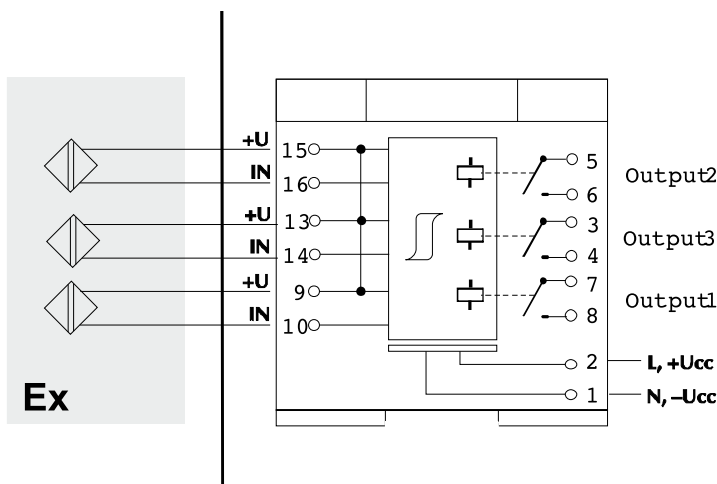 +U
15
5
IN
16
6
Output2
+U
13
3
IN
14
4
Output3
+U
9
7
IN
10
8
Output1
2
L, +Ucc
1
N, –Ucc
Ex